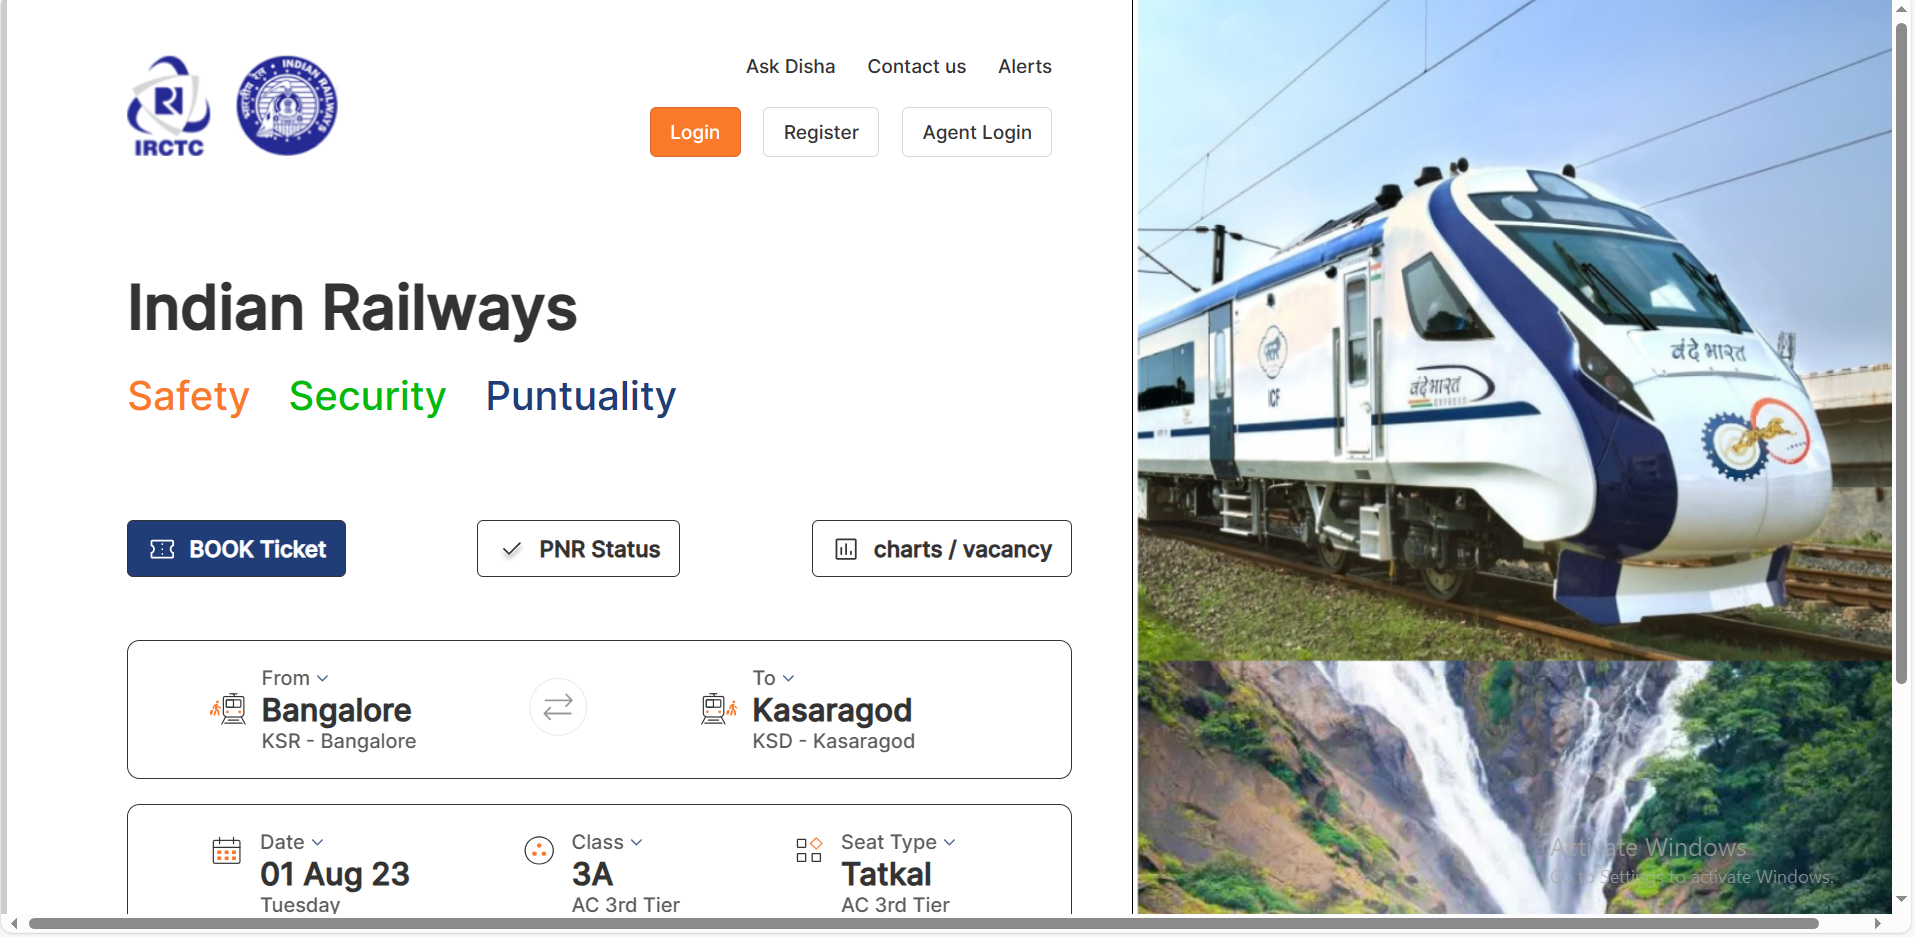 Ask Disha Contact us Alerts
IRCTC
भारतीय रेल • INDIAN RAILWAYS
Login Register Agent Login
Indian Railways
Safety Security Puntuality
BOOK Ticket PNR Status charts / vacancy
From To
Bangalore Kasaragod
KSR - Bangalore KSD - Kasaragod
Date Class Seat Type
01 Aug 23 3A Tatkal
Tuesday AC 3rd Tier AC 3rd Tier
वंदे भारत
वंदे भारत
EXPRESS
ICF
Activate Windows
Go to Settings to activate Windows.